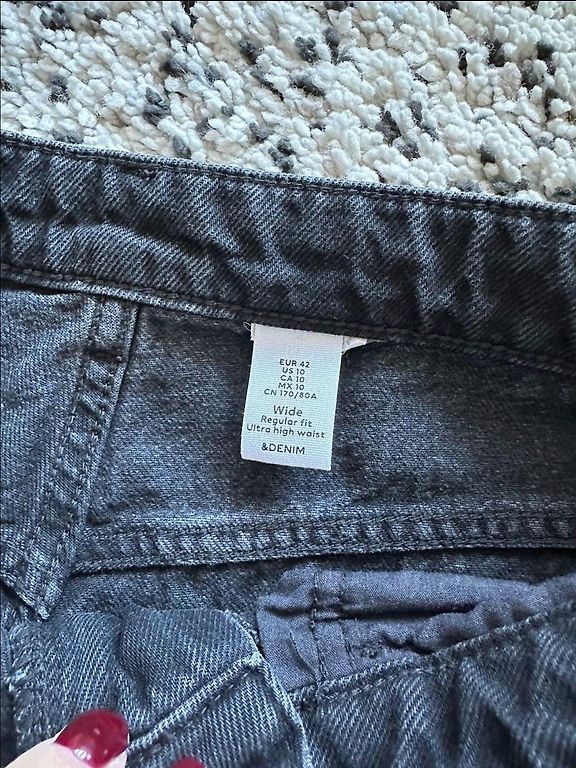 EUR 42
US 10
CA 10
MX 10
CN 170/80A
Wide
Regular fit
Ultra high waist
&DENIM